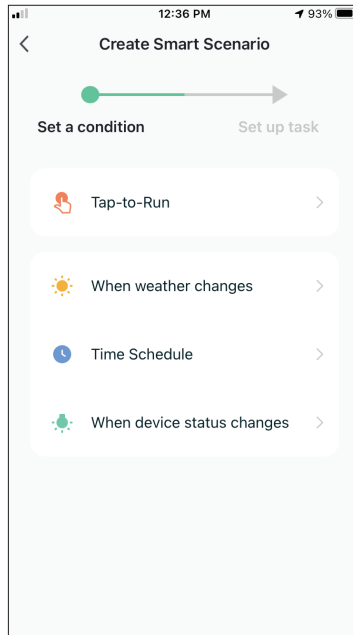 12:36 PM
93%
Create Smart Scenario
Set a condition
Set up task
Tap-to-Run
When weather changes
Time Schedule
When device status changes